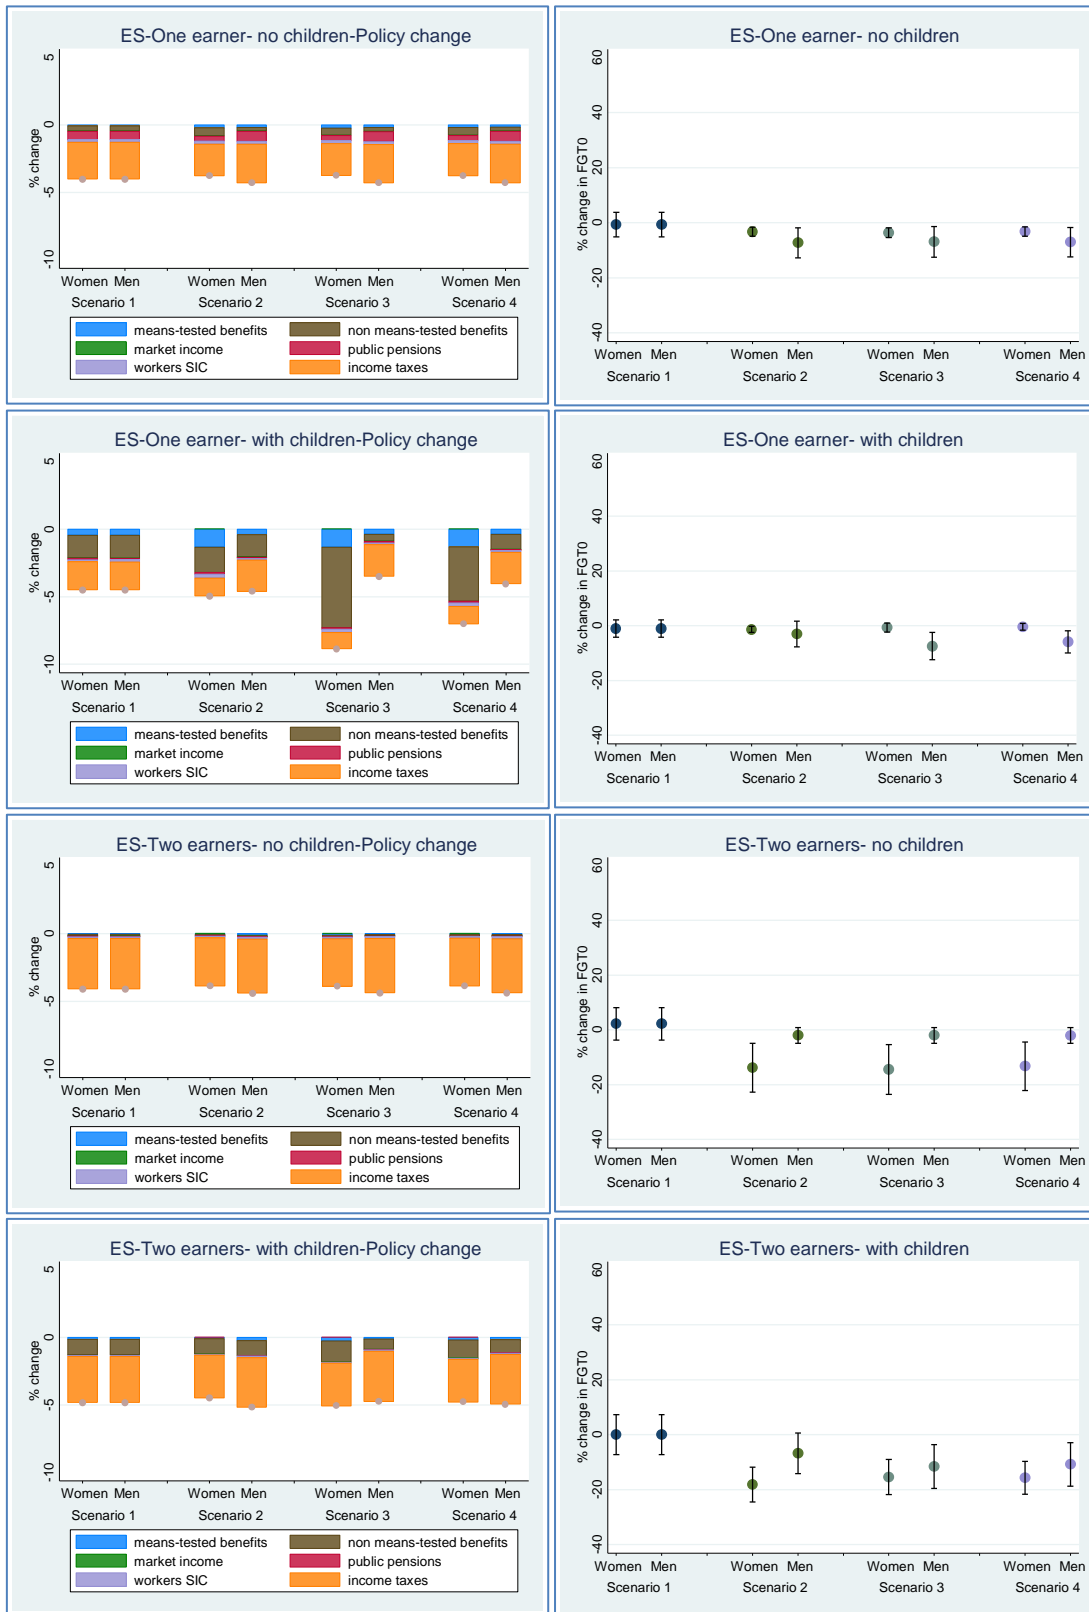 ES-One earner- no children-Policy change
5
0
-5
-10
% change
Women Men Women Men Women Men Women Men
Scenario 1 Scenario 2 Scenario 3 Scenario 4
means-tested benefits non means-tested benefits
market income public pensions
workers SIC income taxes
ES-One earner- no children
60
40
20
0
-20
-40
% change in FGT0
Women Men Women Men Women Men Women Men
Scenario 1 Scenario 2 Scenario 3 Scenario 4
ES-One earner- with children-Policy change
5
0
-5
-10
% change
Women Men Women Men Women Men Women Men
Scenario 1 Scenario 2 Scenario 3 Scenario 4
means-tested benefits non means-tested benefits
market income public pensions
workers SIC income taxes
ES-One earner- with children
60
40
20
0
-20
-40
% change in FGT0
Women Men Women Men Women Men Women Men
Scenario 1 Scenario 2 Scenario 3 Scenario 4
ES-Two earners- no children-Policy change
5
0
-5
-10
% change
Women Men Women Men Women Men Women Men
Scenario 1 Scenario 2 Scenario 3 Scenario 4
means-tested benefits non means-tested benefits
market income public pensions
workers SIC income taxes
ES-Two earners- no children
60
40
20
0
-20
-40
% change in FGT0
Women Men Women Men Women Men Women Men
Scenario 1 Scenario 2 Scenario 3 Scenario 4
ES-Two earners- with children-Policy change
5
0
-5
-10
% change
Women Men Women Men Women Men Women Men
Scenario 1 Scenario 2 Scenario 3 Scenario 4
means-tested benefits non means-tested benefits
market income public pensions
workers SIC income taxes
ES-Two earners- with children
60
40
20
0
-20
-40
% change in FGT0
Women Men Women Men Women Men Women Men
Scenario 1 Scenario 2 Scenario 3 Scenario 4